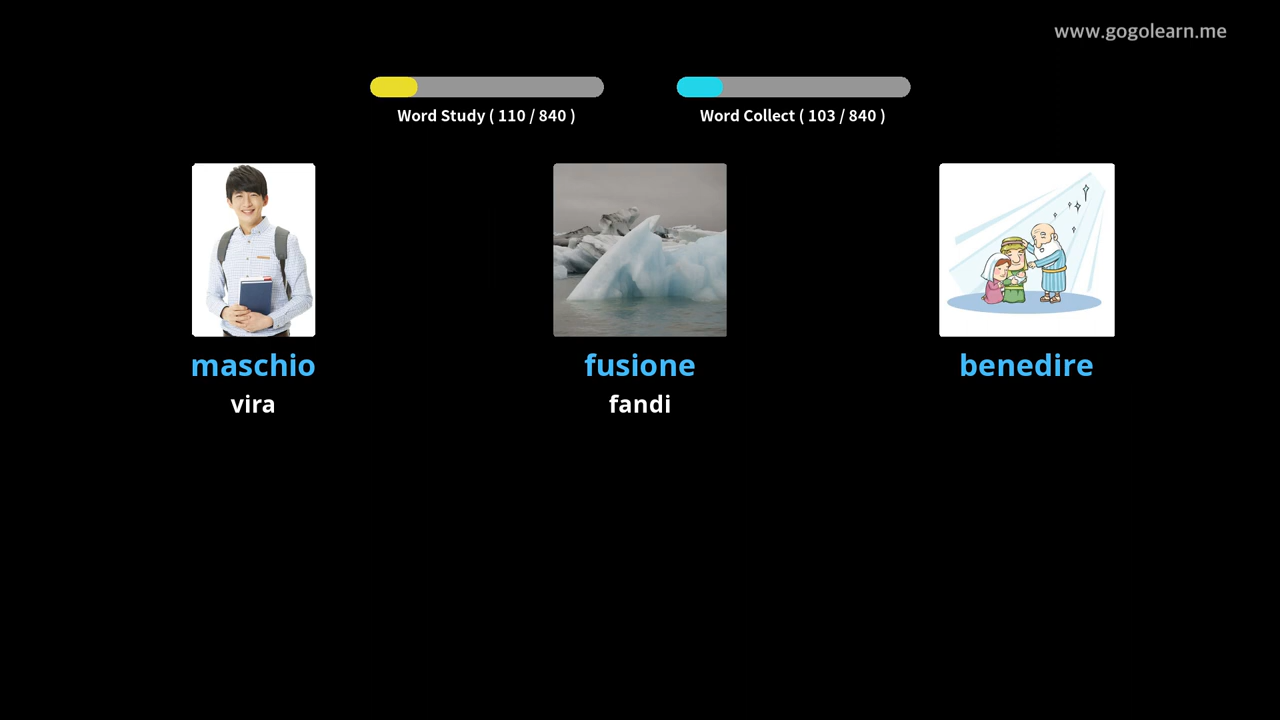 www.gogolearn.me
Word Study ( 110 / 840 )
Word Collect ( 103 / 840 )
maschio
vira
fusione
fandi
benedire